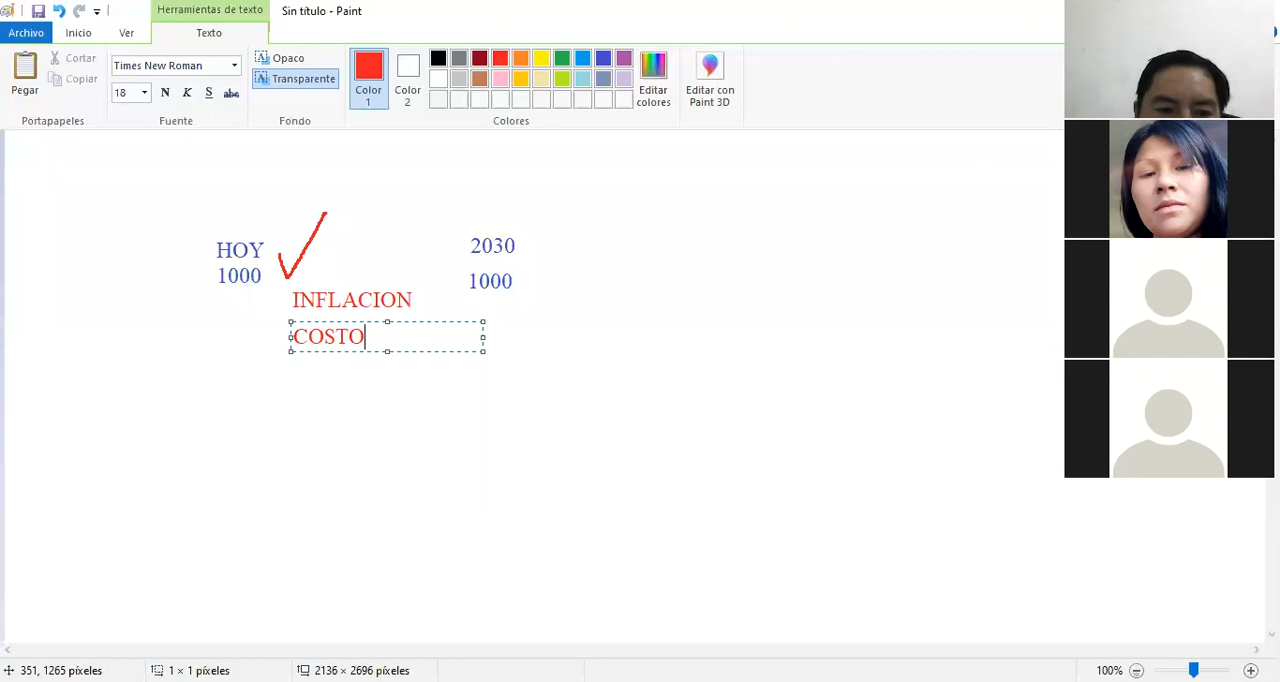 Herramientas de texto
Sin título - Paint
Archivo
Inicio
Ver
Texto
Pegar
Cortar
Copiar
Portapapeles
Times New Roman
18
N K S abc
Fuente
Opaco
Transparente
Fondo
Color 1
Color 2
Editar colores
Editar con Paint 3D
Colores
HOY
1000
2030
1000
INFLACION
COSTO
351, 1265 píxeles
1 × 1 píxeles
2136 × 2696 píxeles
100%